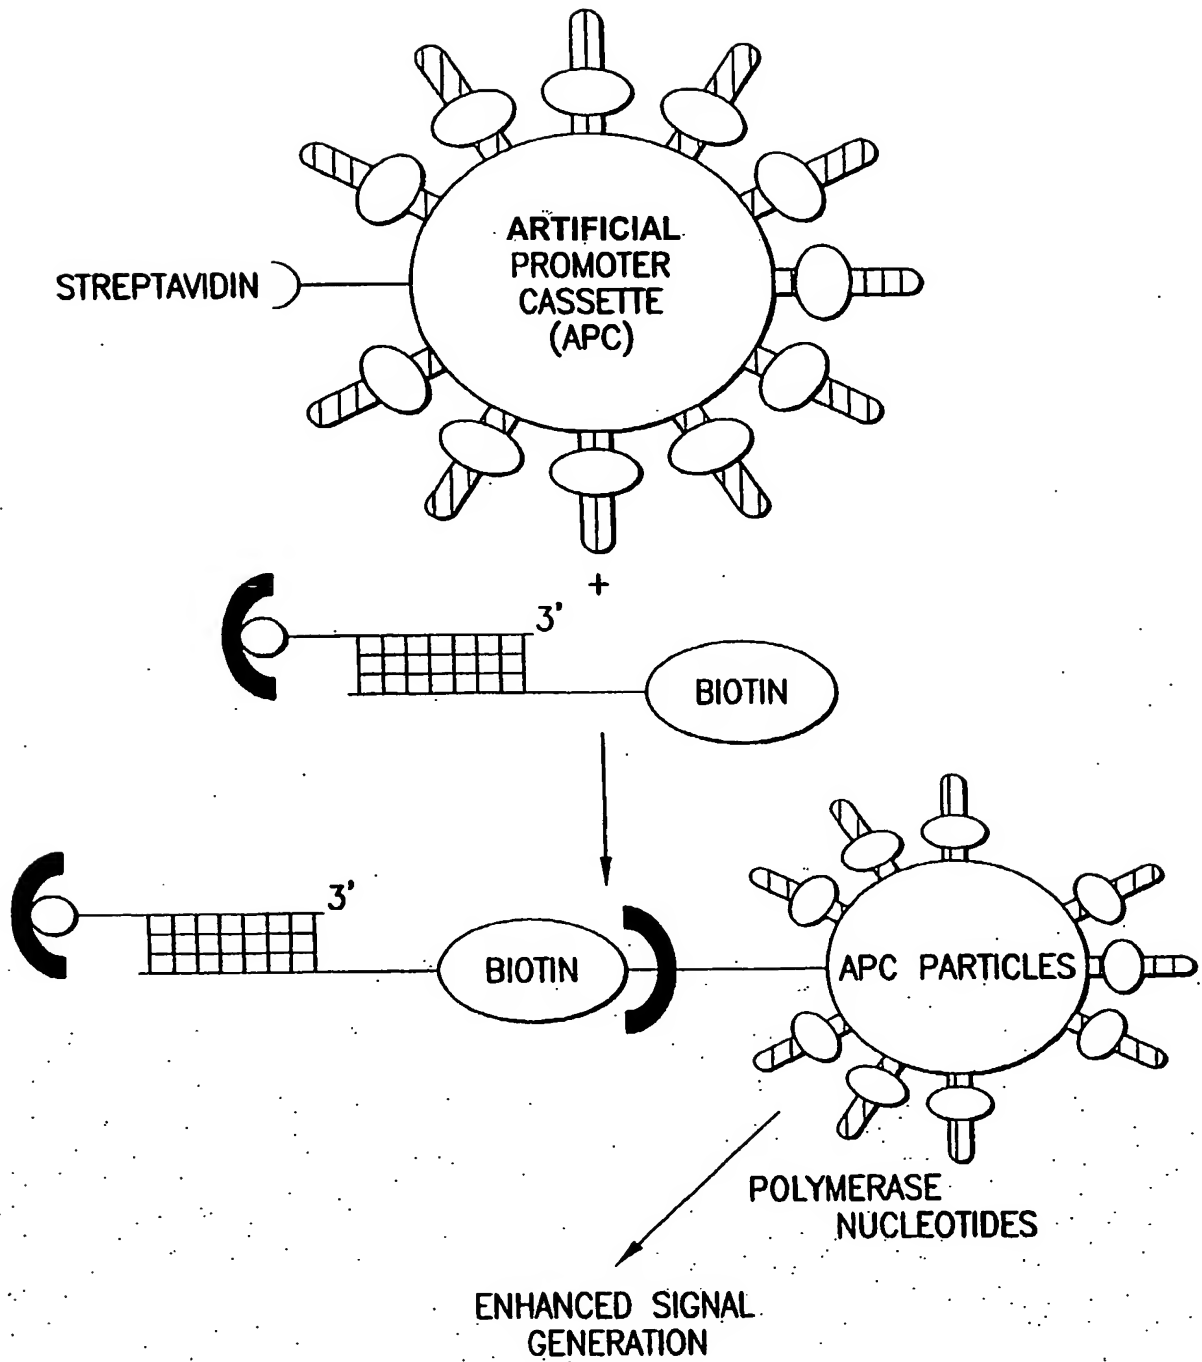 ARTIFICIAL
PROMOTER
CASSETTE
(APC)
STREPTAVIDIN
+
3'
BIOTIN
3'
BIOTIN
APC PARTICLES
POLYMERASE
NUCLEOTIDES
ENHANCED SIGNAL
GENERATION